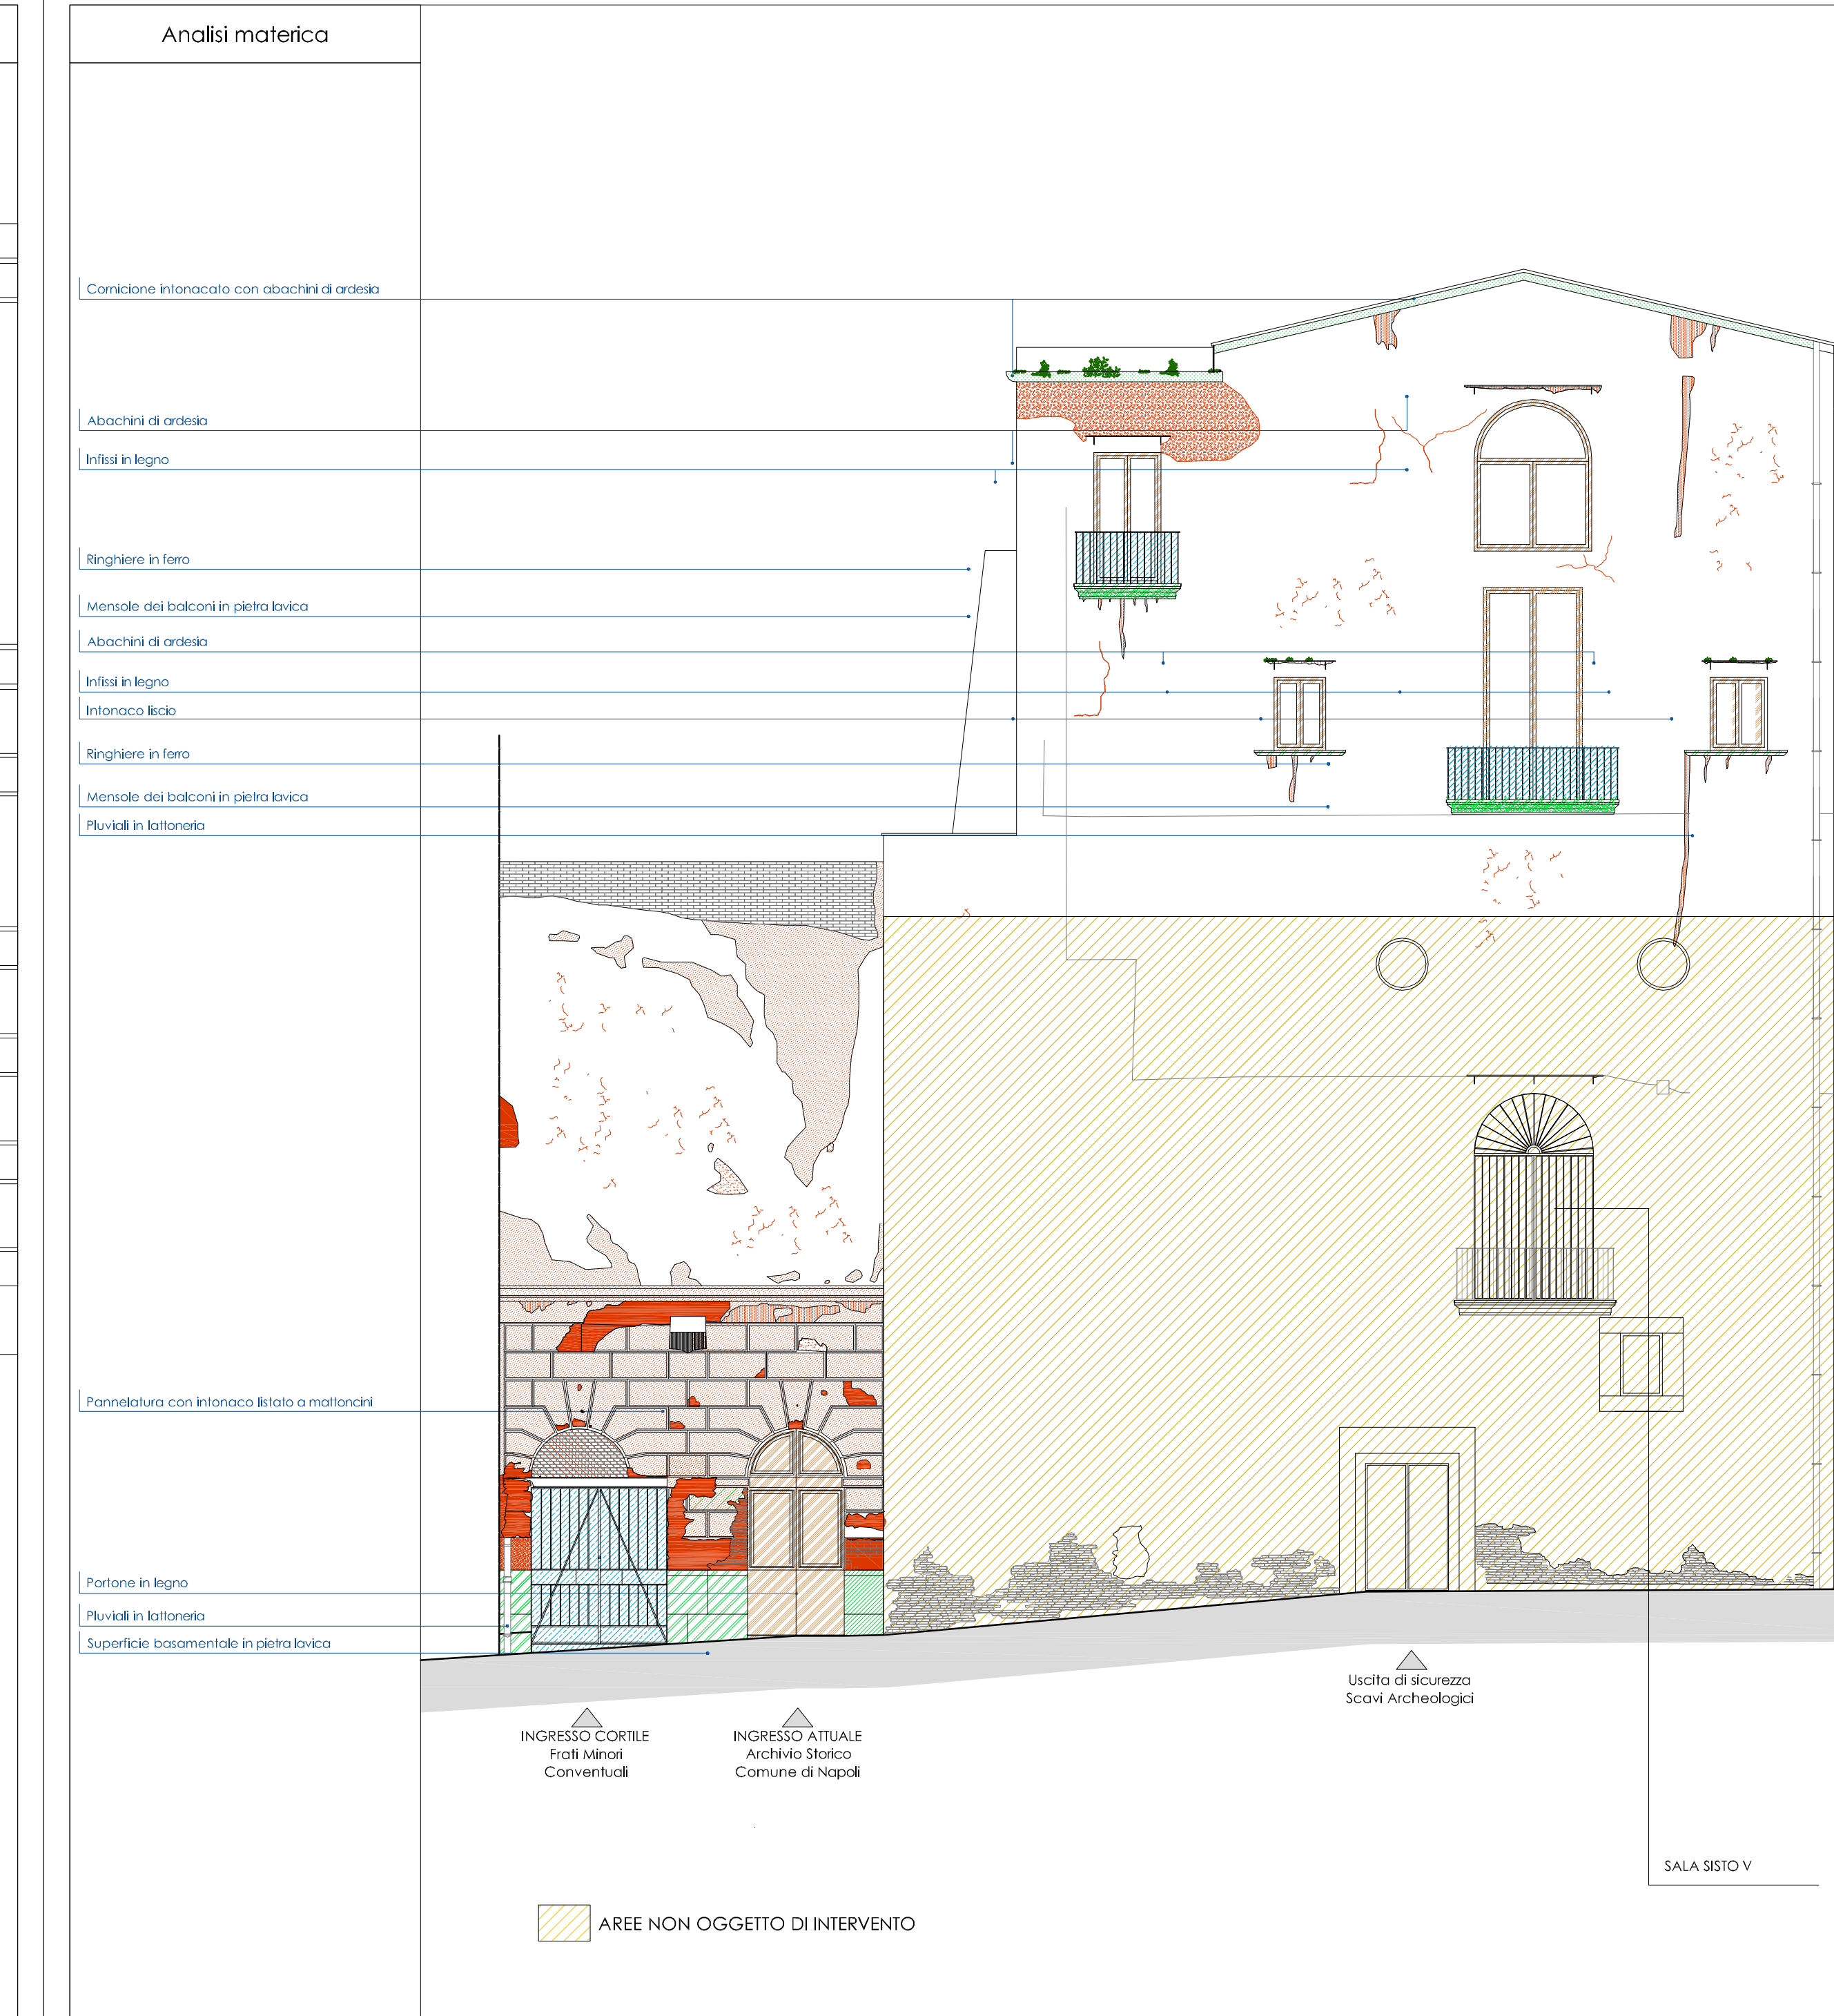 Analisi materica
Cornicione intonacato con abachini di ardesia
Abachini di ardesia
Infissi in legno
Ringhiere in ferro
Mensole dei balconi in pietra lavica
Abachini di ardesia
Infissi in legno
Intonaco liscio
Ringhiere in ferro
Mensole dei balconi in pietra lavica
Pluviali in lattoneria
Pannelatura con intonaco listato a mattoncini
Portone in legno
Pluviali in lattoneria
Superficie basamentale in pietra lavica
Uscita di sicurezza
Scavi Archeologici
INGRESSO CORTILE
Frati Minori
Conventuali
INGRESSO ATTUALE
Archivio Storico
Comune di Napoli
SALA SISTO V
AREE NON OGGETTO DI INTERVENTO